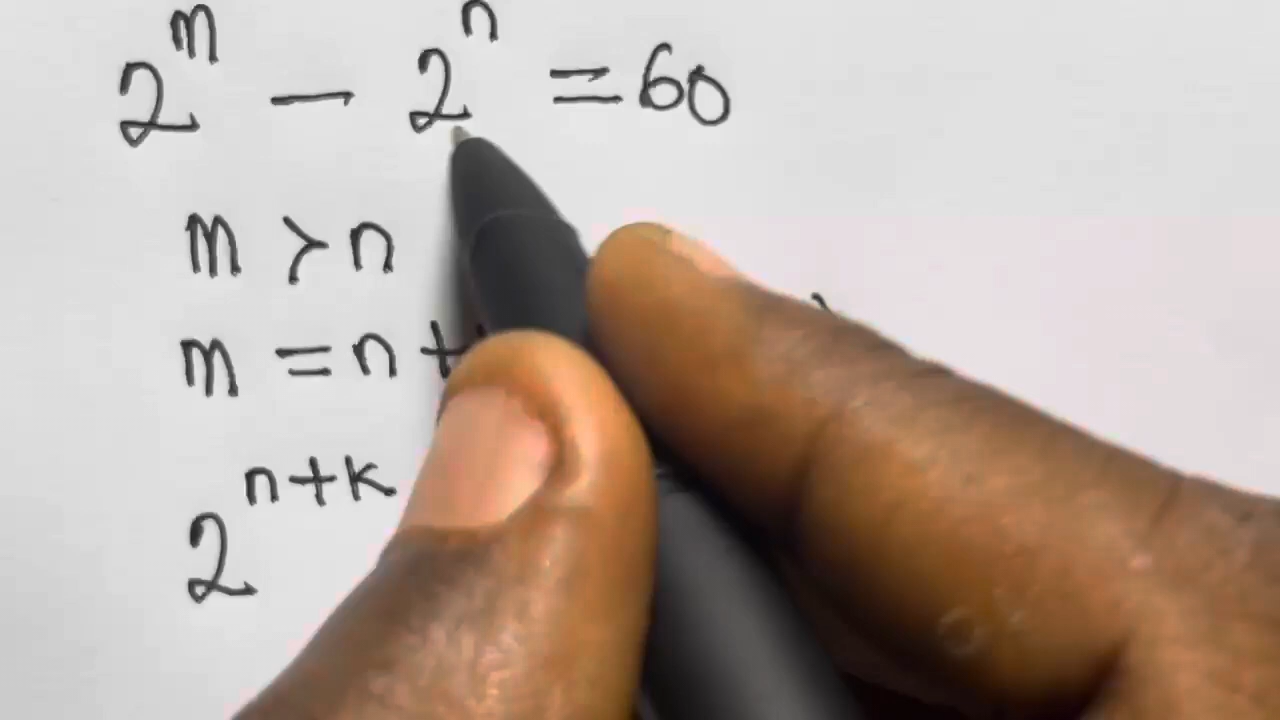 2^m - 2^n = 60
m > n
m = n +
2^{n+k}